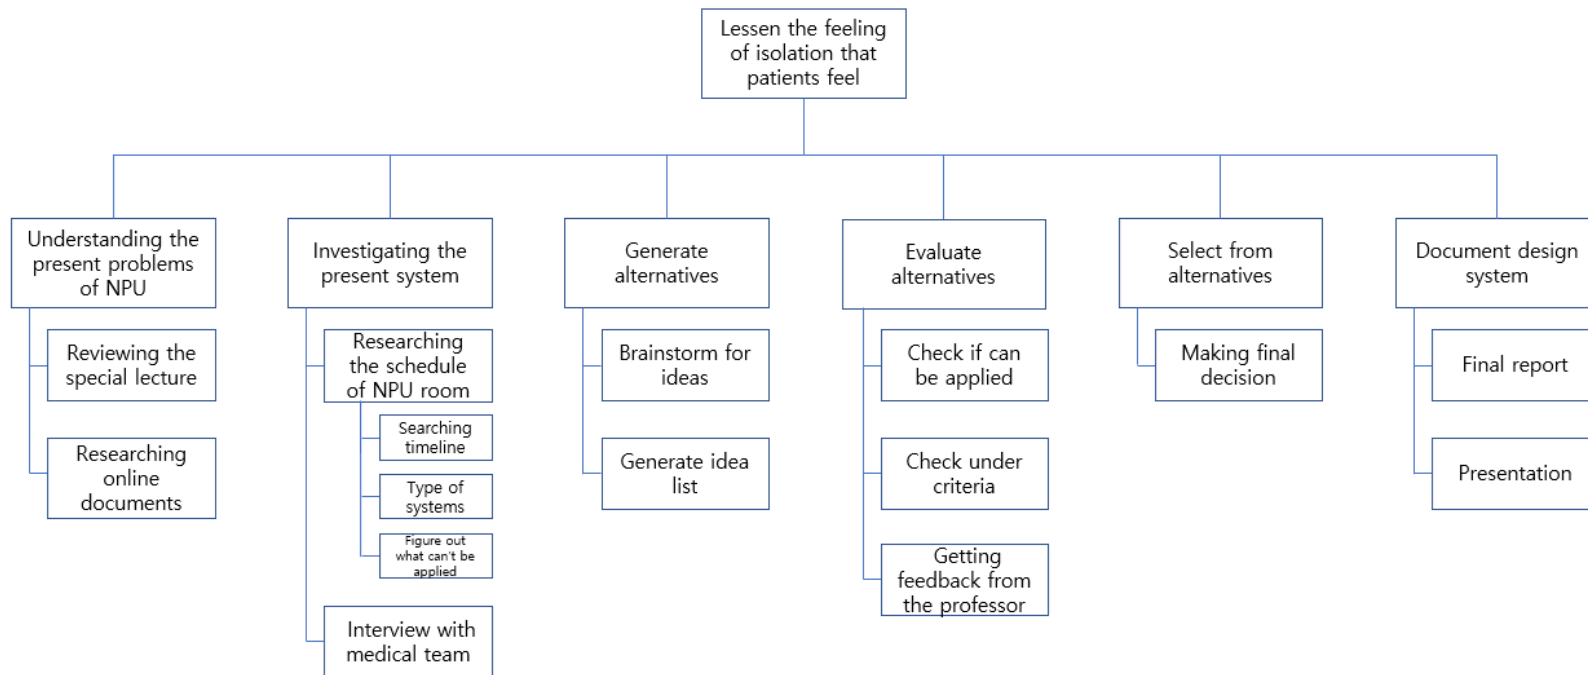 Lessen the feeling
of isolation that
patients feel
Understanding the
present problems
of NPU
Reviewing the
special lecture
Researching
online
documents
Investigating the
present system
Researching
the schedule
of NPU room
Searching
timeline
Type of
systems
Figure out
what can't be
applied
Interview with
medical team
Generate
alternatives
Brainstorm for
ideas
Generate idea
list
Evaluate
alternatives
Check if can
be applied
Check under
criteria
Getting
feedback from
the professor
Select from
alternatives
Making final
decision
Document design
system
Final report
Presentation